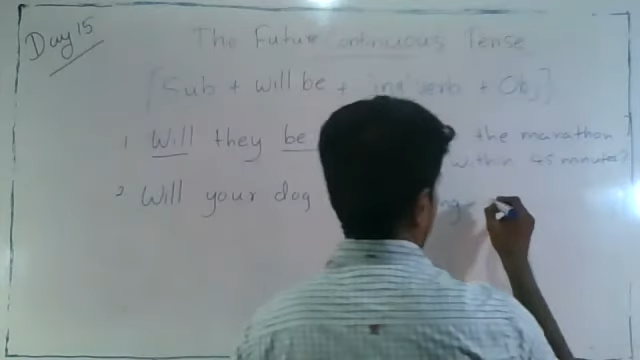 Day 15
The Future Continuous Tense
[Sub + will be + ing verb + Obj]
1 Will they be the marathon
within 45 minutes?
2 Will your dog ng